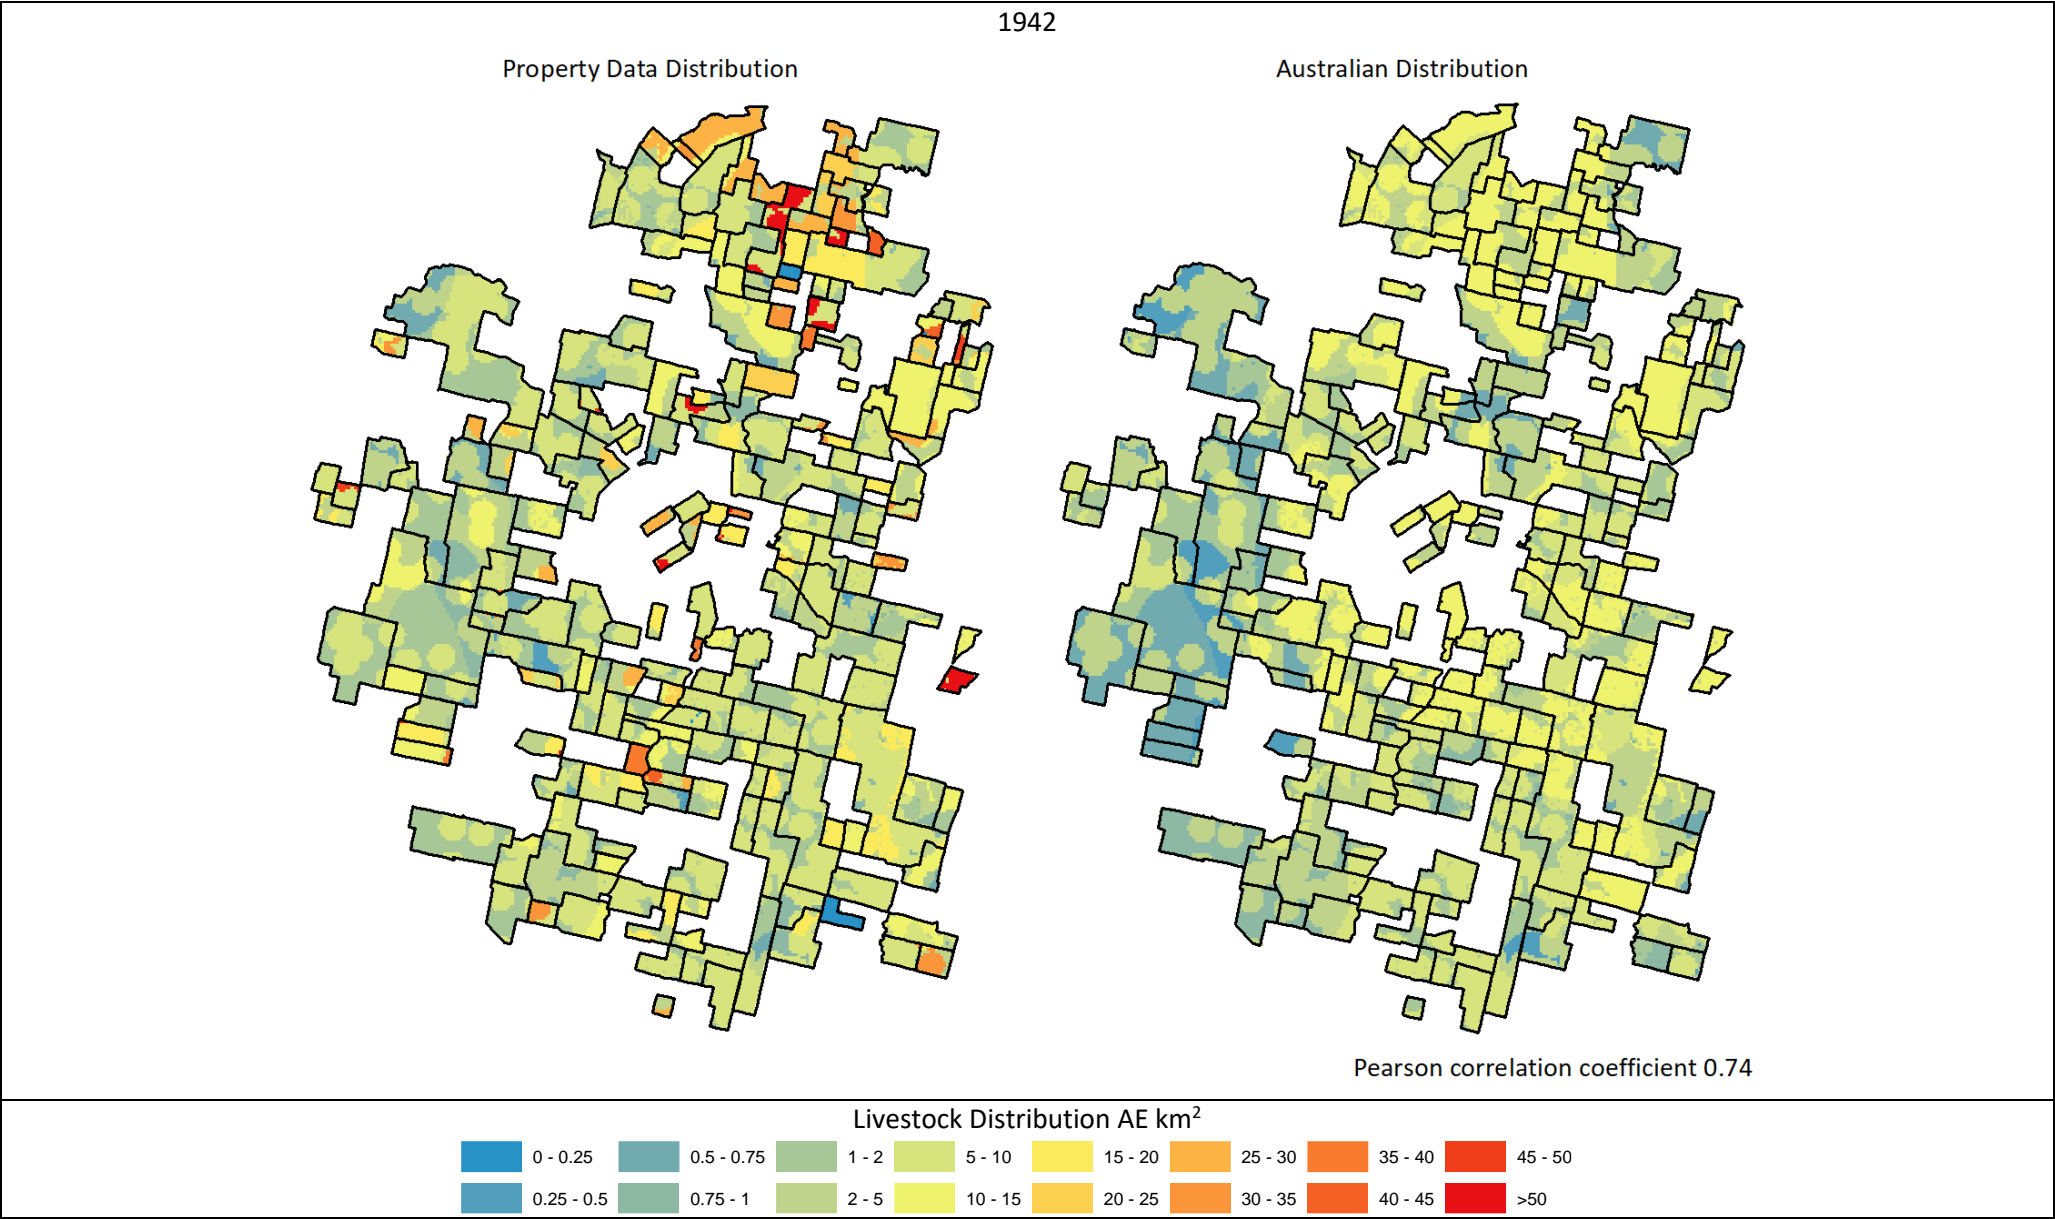 1942
Property Data Distribution
Australian Distribution
Pearson correlation coefficient 0.74
Livestock Distribution AE km²
0 - 0.25
0.5 - 0.75
1 - 2
5 - 10
15 - 20
25 - 30
35 - 40
45 - 50
0.25 - 0.5
0.75 - 1
2 - 5
10 - 15
20 - 25
30 - 35
40 - 45
>50